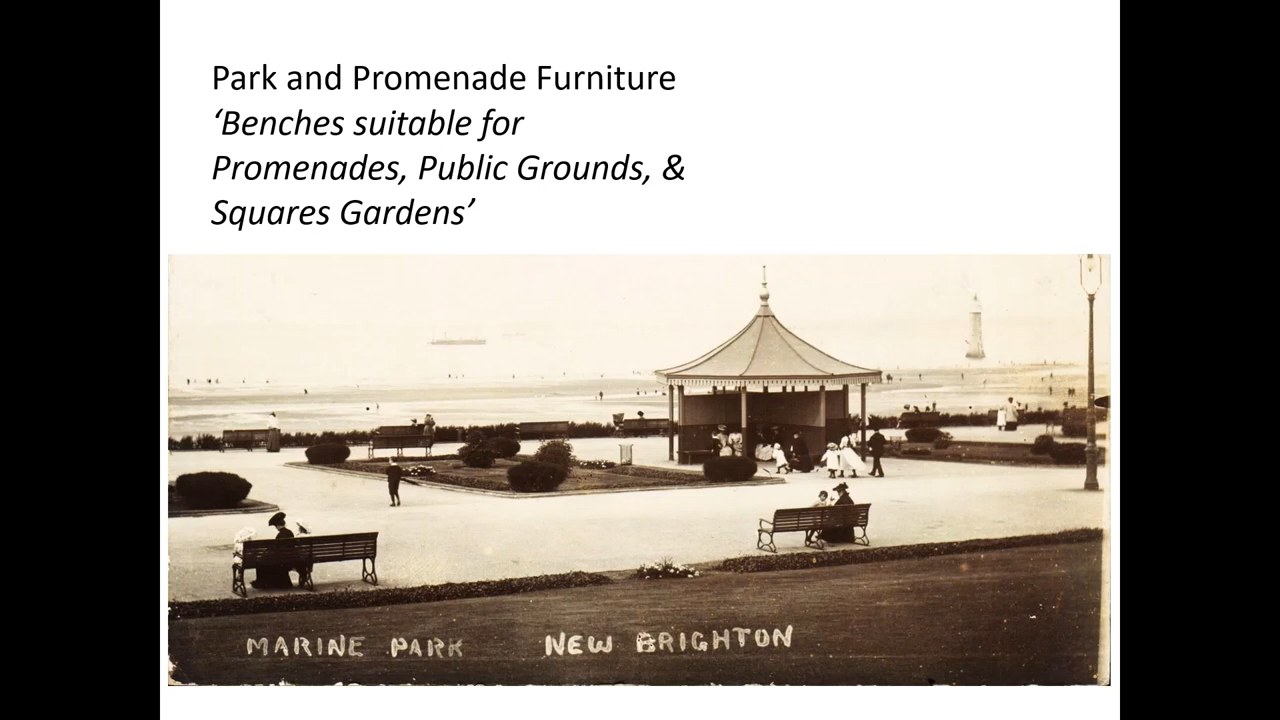 Park and Promenade Furniture
‘Benches suitable for
Promenades, Public Grounds, &
Squares Gardens’
MARINE PARK NEW BRIGHTON